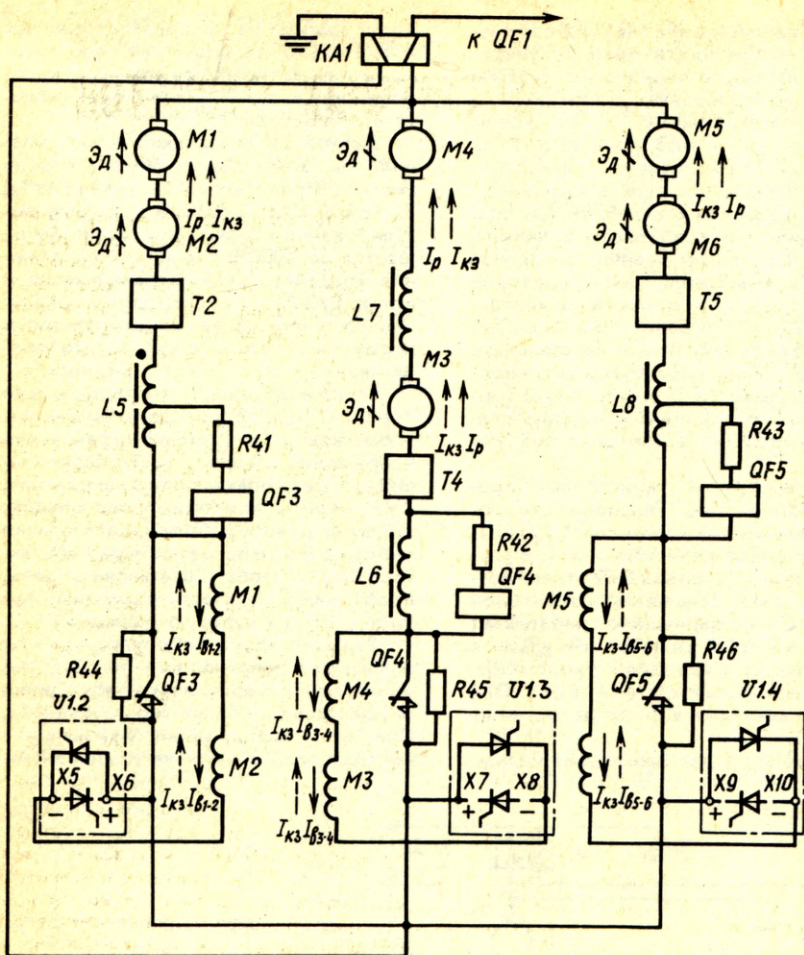 КА1
к QF1
M1
Эд
Iр Iкз
M2
Эд
T2
L5
R41
QF3
M1
Iкз Iв1-2
R44
QF3
U1.2
X5 X6
- +
M2
Iкз Iв1-2
M4
Эд
Iр Iкз
L7
M3
Эд
Iкз Iр
T4
L6
R42
QF4
QF4
R45
M4
Iкз Iв3-4
M3
Iкз Iв3-4
U1.3
X7 X8
+ -
M5
Эд
Iкз Iр
M6
Эд
T5
L8
R43
QF5
M5
Iкз Iв5-6
QF5
R46
Iкз Iв5-6
U1.4
X9 X10
+ -